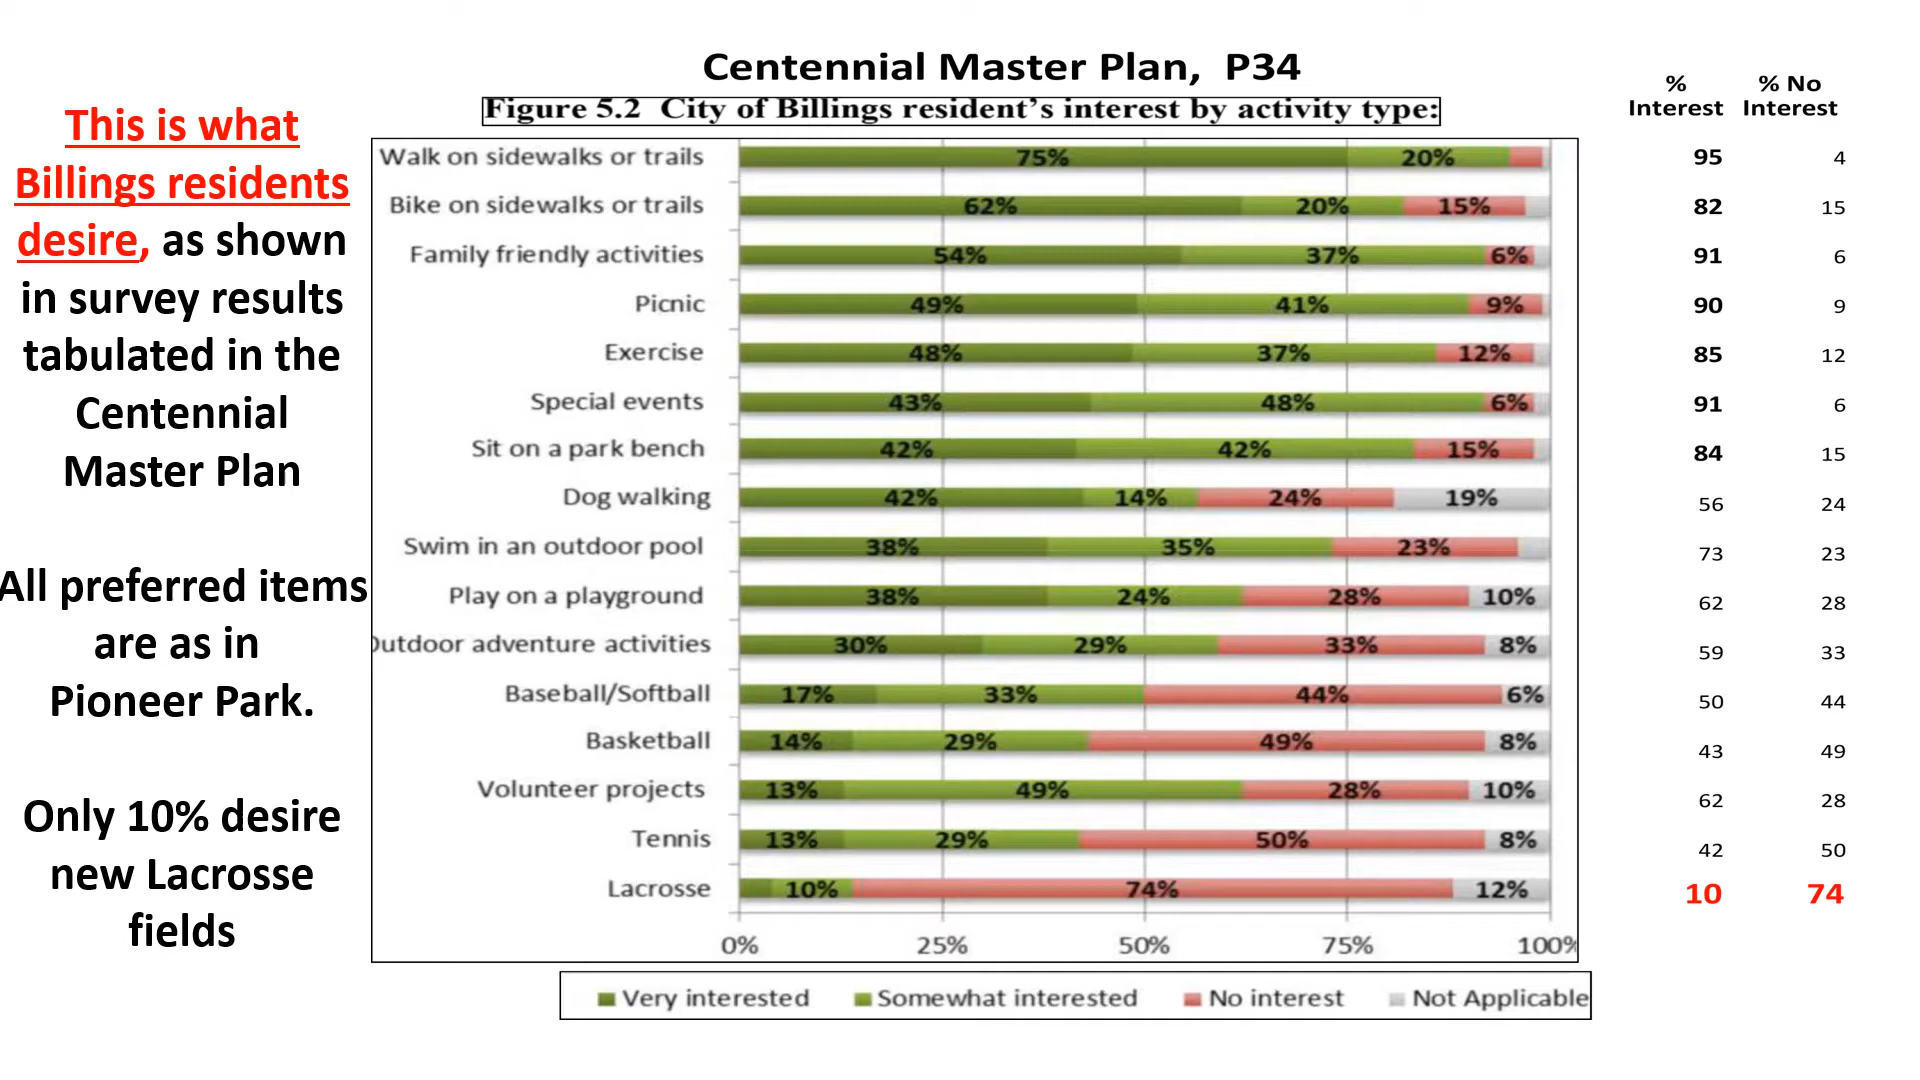 Centennial Master Plan, P34
Figure 5.2 City of Billings resident's interest by activity type:
This is what
Billings residents
desire, as shown
in survey results
tabulated in the
Centennial
Master Plan
All preferred items
are as in
Pioneer Park.
Only 10% desire
new Lacrosse
fields
% % No
Interest Interest
Walk on sidewalks or trails 75% 20% 95 4
Bike on sidewalks or trails 62% 20% 15% 82 15
Family friendly activities 54% 37% 6% 91 6
Picnic 49% 41% 9% 90 9
Exercise 48% 37% 12% 85 12
Special events 43% 48% 6% 91 6
Sit on a park bench 42% 42% 15% 84 15
Dog walking 42% 14% 24% 19% 56 24
Swim in an outdoor pool 38% 35% 23% 73 23
Play on a playground 38% 24% 28% 10% 62 28
Outdoor adventure activities 30% 29% 33% 8% 59 33
Baseball/Softball 17% 33% 44% 6% 50 44
Basketball 14% 29% 49% 8% 43 49
Volunteer projects 13% 49% 28% 10% 62 28
Tennis 13% 29% 50% 8% 42 50
Lacrosse 10% 74% 12% 10 74
0% 25% 50% 75% 100%
Very interested Somewhat interested No interest Not Applicable